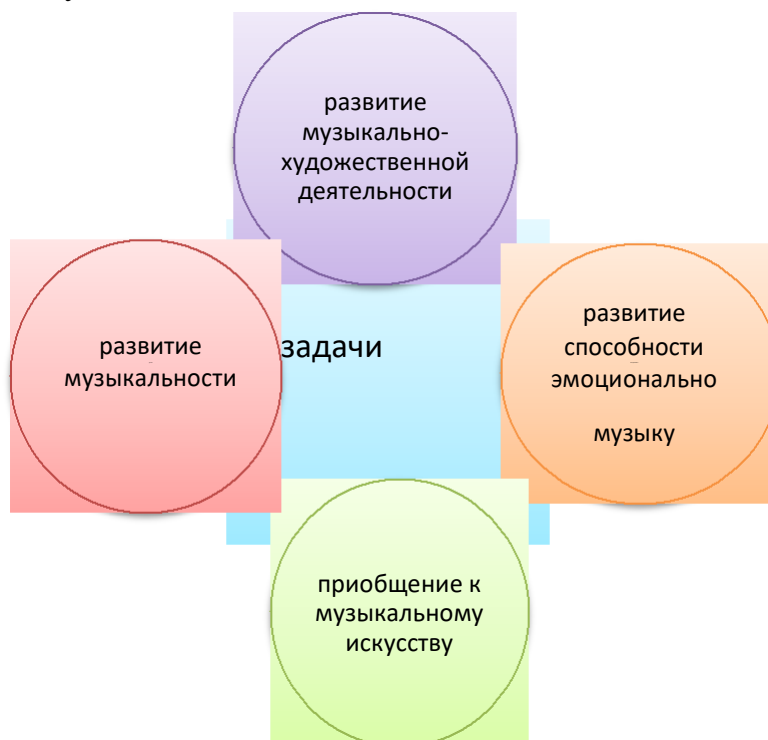 развитие
музыкально-
художественной
деятельности
развитие
музыкальности
задачи
развитие
способности
эмоционально
музыку
приобщение к
музыкальному
искусству